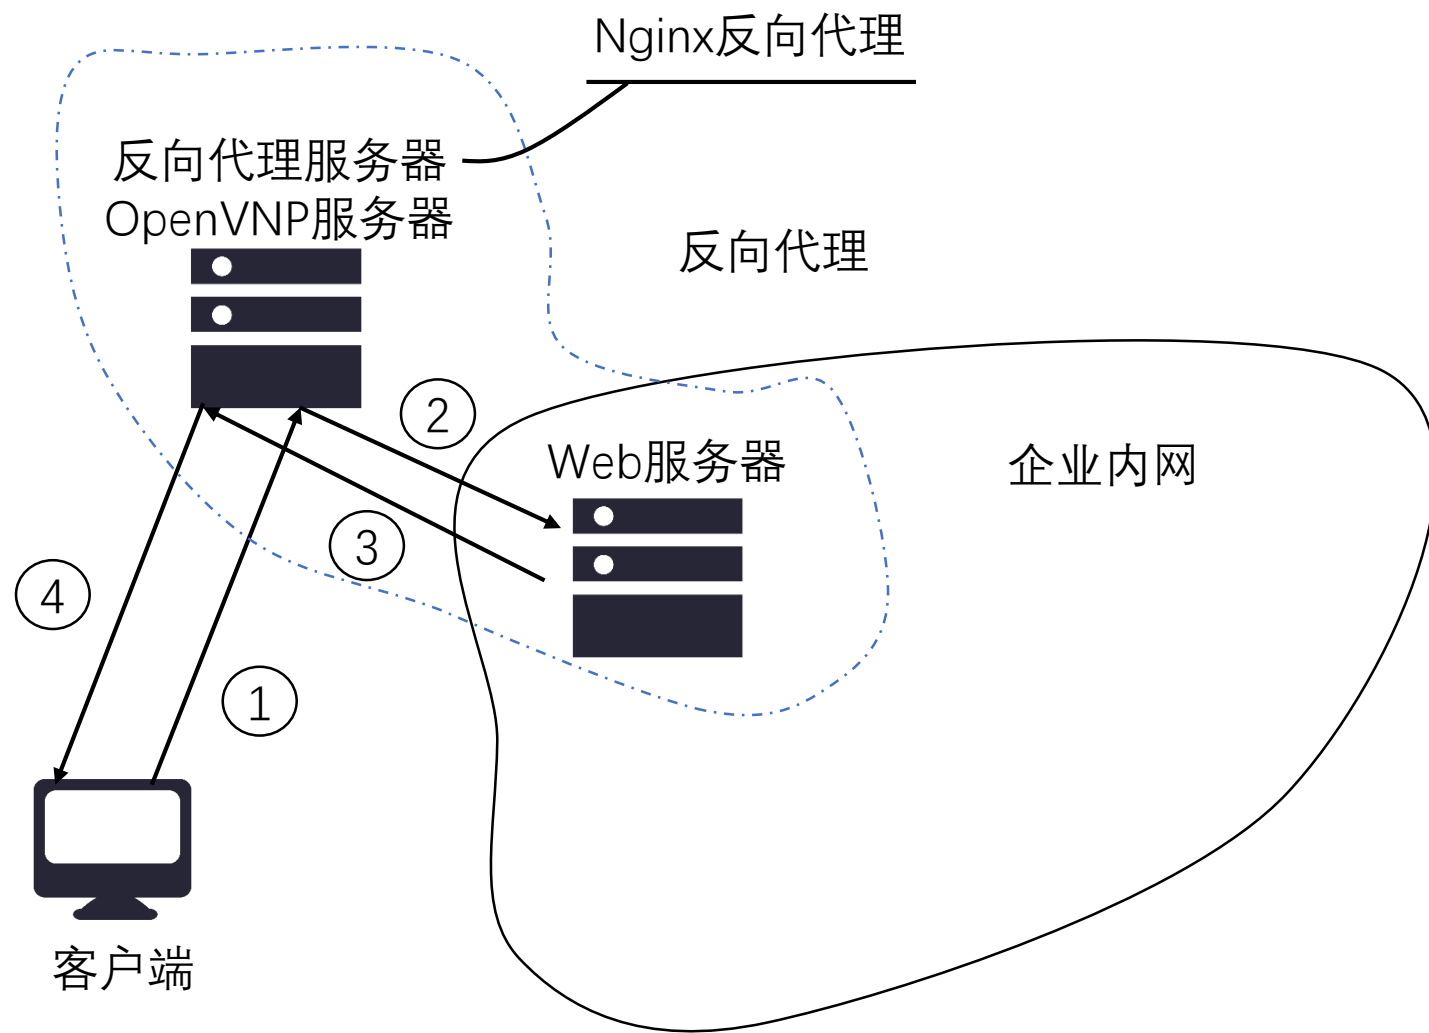 Nginx反向代理
反向代理服务器
OpenVNP服务器
反向代理
②
Web服务器
企业内网
③
④
①
客户端